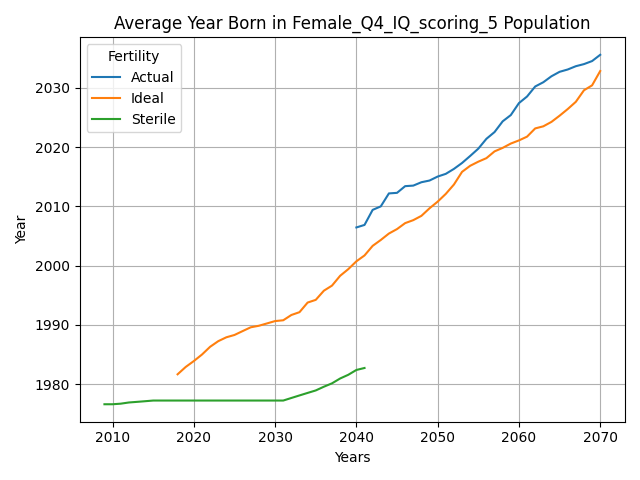 Average Year Born in Female_Q4_IQ_scoring_5 Population
Fertility
Actual
Ideal
Sterile
Year
2030
2020
2010
2000
1990
1980
2010 2020 2030 2040 2050 2060 2070
Years